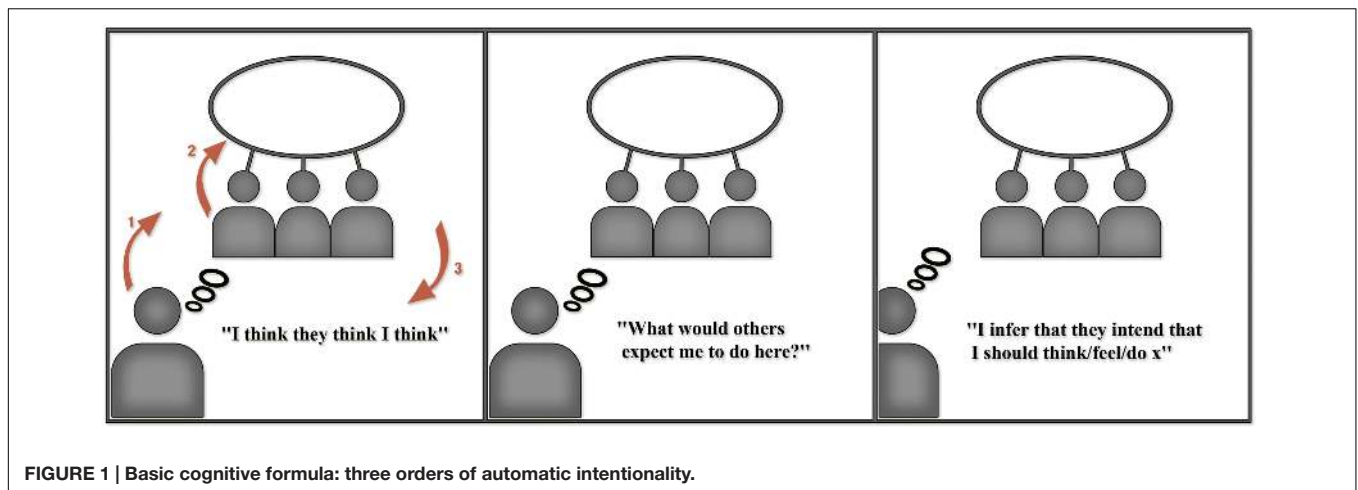 2
1
3
"I think they think I think"
"What would others
expect me to do here?"
"I infer that they intend that
I should think/feel/do x"
FIGURE 1 | Basic cognitive formula: three orders of automatic intentionality.